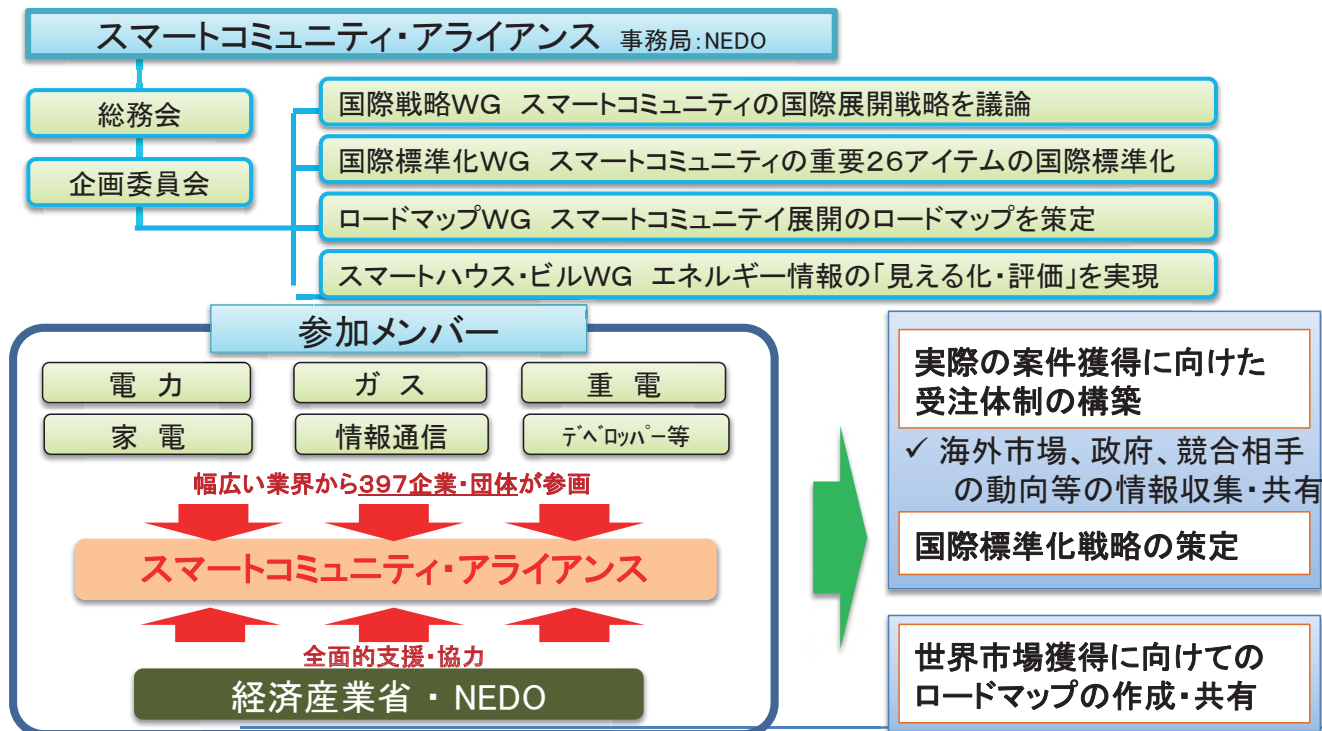 スマートコミュニティ・アライアンス 事務局:NEDO
総務会
企画委員会
国際戦略WG スマートコミュニティの国際展開戦略を議論
国際標準化WG スマートコミュニティの重要26アイテムの国際標準化
ロードマップWG スマートコミュニテイ展開のロードマップを策定
スマートハウス・ビルWG エネルギー情報の「見える化・評価」を実現
参加メンバー
電 力
ガ ス
重 電
家 電
情報通信
ﾃﾞﾍﾞﾛｯﾊﾟｰ等
幅広い業界から397企業・団体が参画
スマートコミュニティ・アライアンス
全面的支援・協力
経済産業省 ・ NEDO
実際の案件獲得に向けた
受注体制の構築
✓ 海外市場、政府、競合相手
の動向等の情報収集・共有
国際標準化戦略の策定
世界市場獲得に向けての
ロードマップの作成・共有